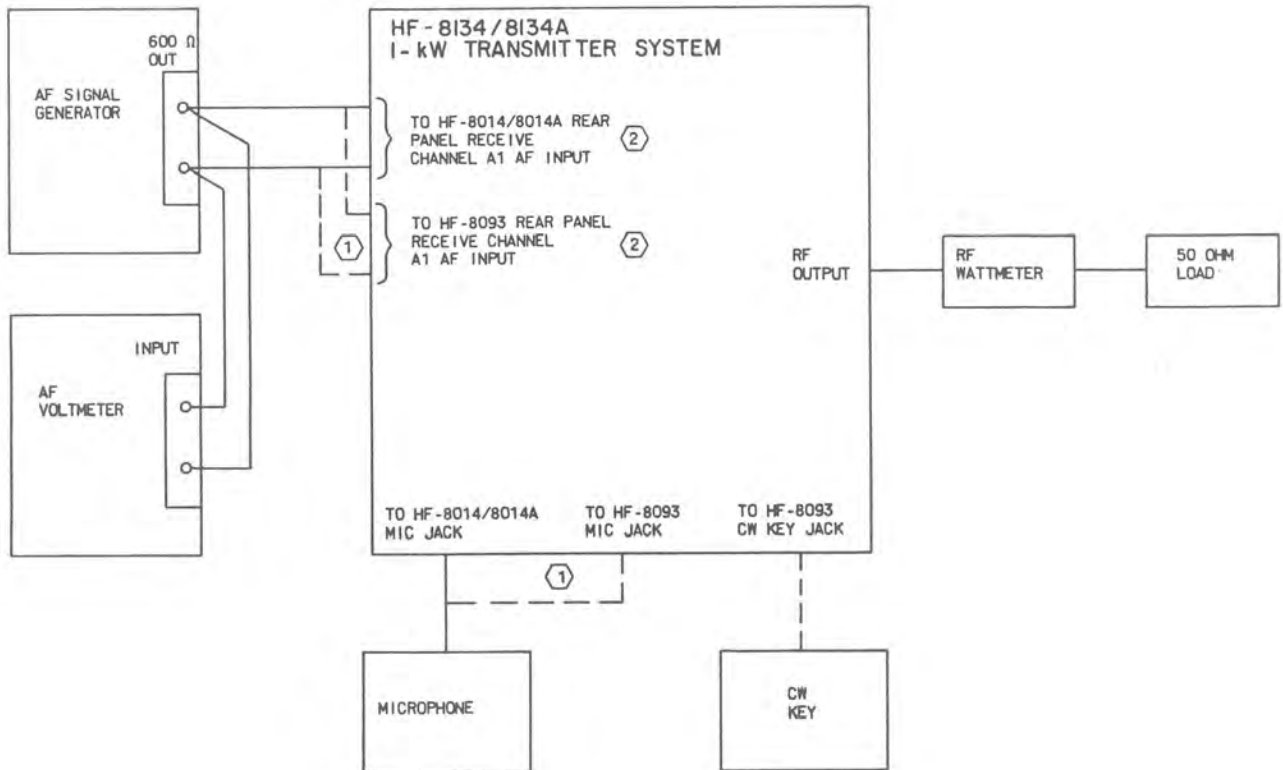 HF-8134/8134A
1-kW TRANSMITTER SYSTEM
600 Ω
OUT
AF SIGNAL
GENERATOR
TO HF-8014/8014A REAR
PANEL RECEIVE
CHANNEL A1 AF INPUT
2
TO HF-8093 REAR PANEL
RECEIVE CHANNEL
A1 AF INPUT
1
2
RF
OUTPUT
RF
WATTMETER
50 OHM
LOAD
INPUT
AF
VOLTMETER
TO HF-8014/8014A
MIC JACK
TO HF-8093
MIC JACK
TO HF-8093
CW KEY JACK
1
MICROPHONE
CW
KEY